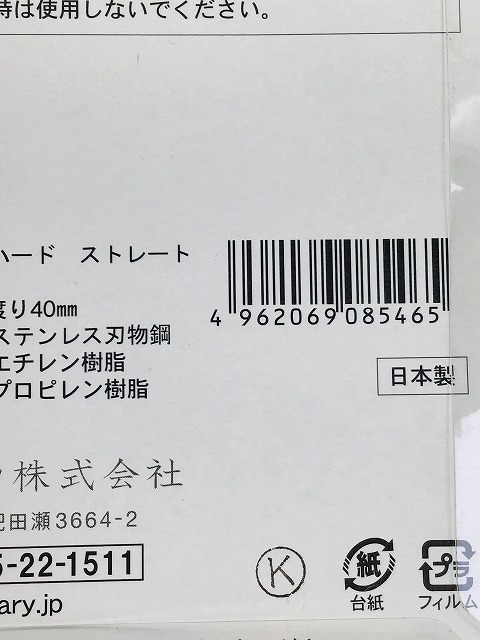 時は使用しないでください。
ハード ストレート
度り40mm
ステンレス刃物鋼
エチレン樹脂
プロピレン樹脂
4 962069 085465
日本製
株式会社
田瀬3664-2
5-22-1511
ary.jp
K
紙
台紙
プラ
フィルム